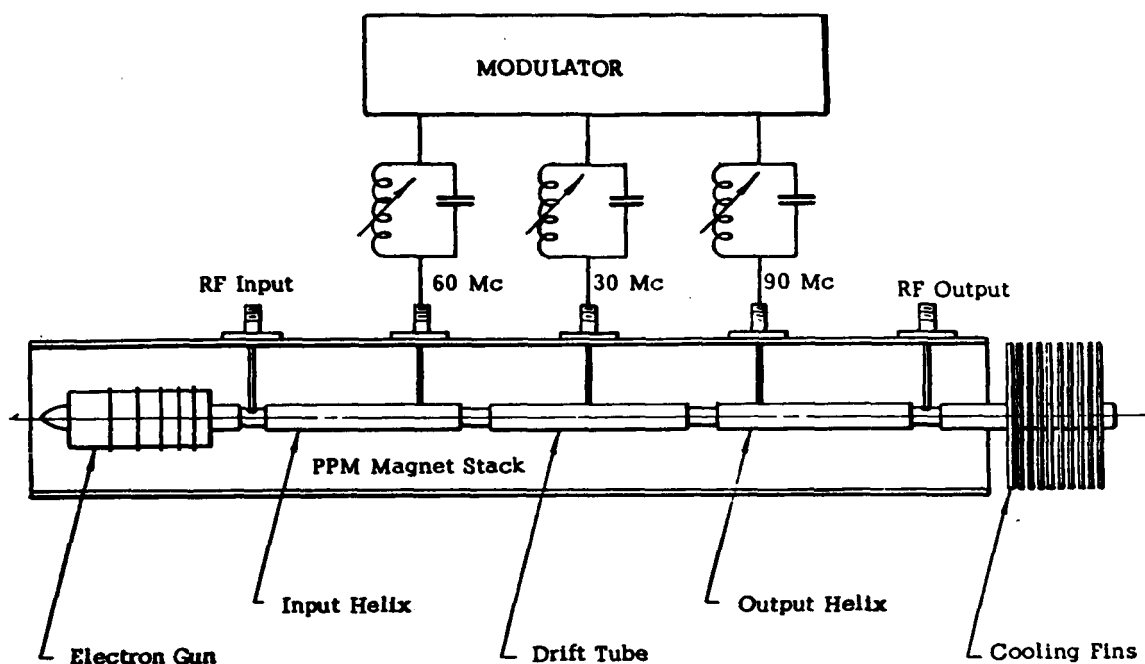 MODULATOR
60 Mc
30 Mc
90 Mc
RF Input
RF Output
PPM Magnet Stack
Input Helix
Output Helix
Electron Gun
Drift Tube
Cooling Fins